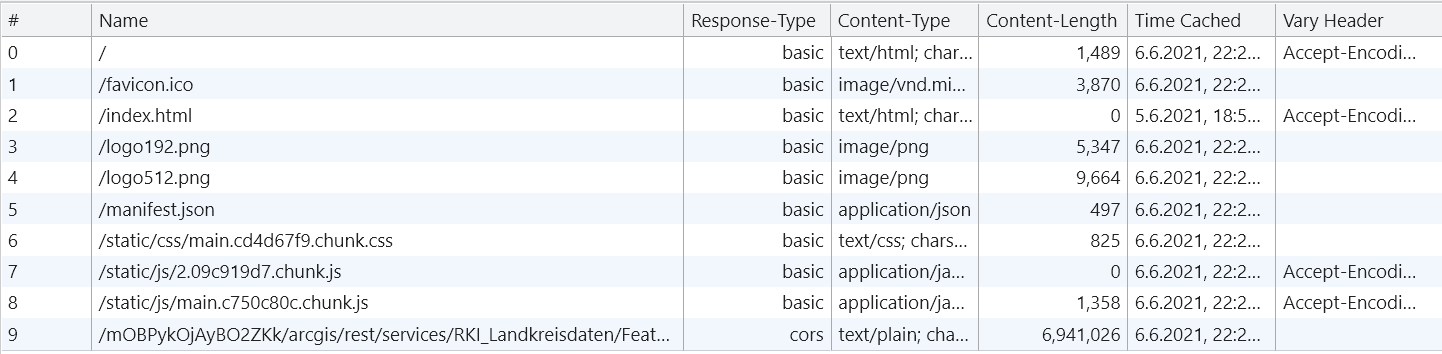 # Name Response-Type Content-Type Content-Length Time Cached Vary Header
0 / basic text/html; char... 1,489 6.6.2021, 22:2... Accept-Encodi...
1 /favicon.ico basic image/vnd.mi... 3,870 6.6.2021, 22:2...
2 /index.html basic text/html; char... 0 5.6.2021, 18:5... Accept-Encodi...
3 /logo192.png basic image/png 5,347 6.6.2021, 22:2...
4 /logo512.png basic image/png 9,664 6.6.2021, 22:2...
5 /manifest.json basic application/json 497 6.6.2021, 22:2...
6 /static/css/main.cd4d67f9.chunk.css basic text/css; chars... 825 6.6.2021, 22:2...
7 /static/js/2.09c919d7.chunk.js basic application/ja... 0 6.6.2021, 22:2... Accept-Encodi...
8 /static/js/main.c750c80c.chunk.js basic application/ja... 1,358 6.6.2021, 22:2... Accept-Encodi...
9 /mOBPykOjAyBO2ZKk/arcgis/rest/services/RKI_Landkreisdaten/Feat... cors text/plain; cha... 6,941,026 6.6.2021, 22:2...